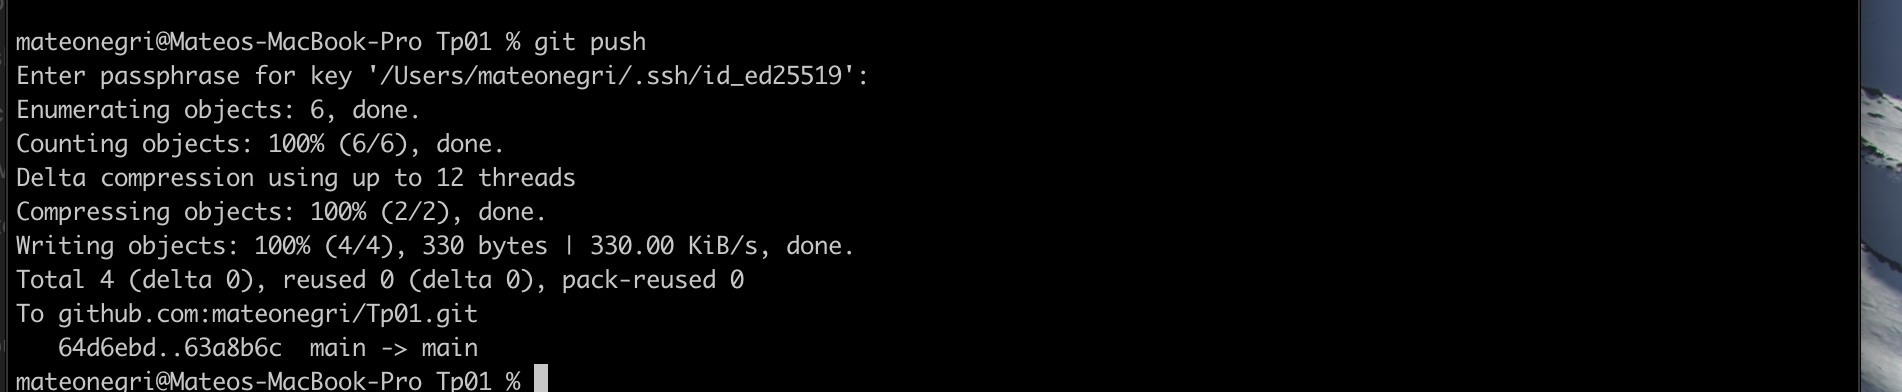 mateonegri@Mateos-MacBook-Pro Tp01 % git push
Enter passphrase for key '/Users/mateonegri/.ssh/id_ed25519':
Enumerating objects: 6, done.
Counting objects: 100% (6/6), done.
Delta compression using up to 12 threads
Compressing objects: 100% (2/2), done.
Writing objects: 100% (4/4), 330 bytes | 330.00 KiB/s, done.
Total 4 (delta 0), reused 0 (delta 0), pack-reused 0
To github.com:mateonegri/Tp01.git
   64d6ebd..63a8b6c  main -> main
mateonegri@Mateos-MacBook-Pro Tp01 %